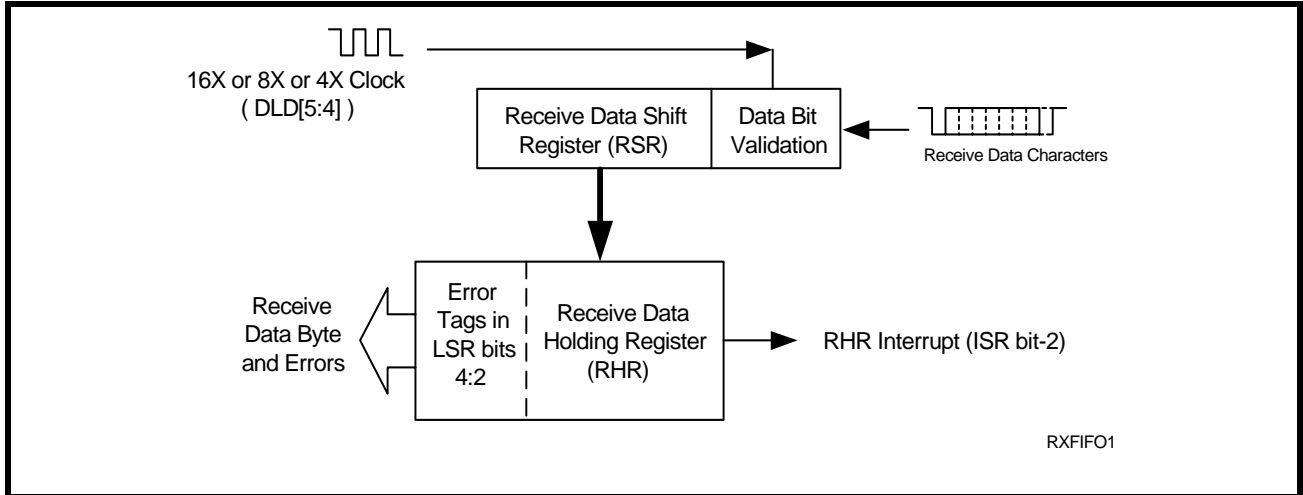 16X or 8X or 4X Clock
( DLD[5:4] )
Receive Data Shift
Register (RSR)
Data Bit
Validation
Receive Data Characters
Receive
Data Byte
and Errors
Error
Tags in
LSR bits
4:2
Receive Data
Holding Register
(RHR)
RHR Interrupt (ISR bit-2)
RXFIFO1